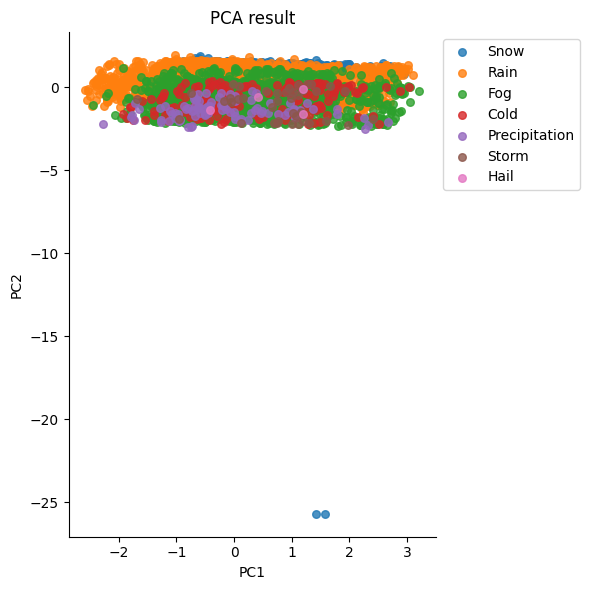 PCA result
Snow
Rain
Fog
Cold
Precipitation
Storm
Hail
0
−5
−10
−15
−20
−25
PC2
−2
−1
0
1
2
3
PC1